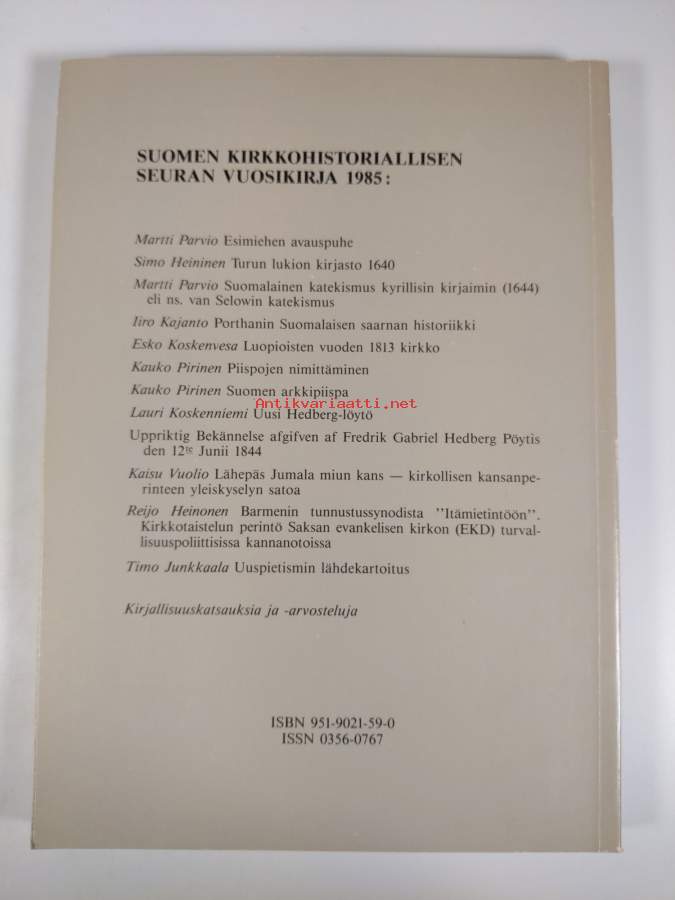 SUOMEN KIRKKOHISTORIALLISEN
SEURAN VUOSIKIRJA 1985:
Martti Parvio Esimiehen avauspuhe
Simo Heininen Turun lukion kirjasto 1640
Martti Parvio Suomalainen katekismus kyrillisin kirjaimin (1644)
eli ns. van Selowin katekismus
Iiro Kajanto Porthanin Suomalaisen saarnan historiikki
Esko Koskenvesa Luopioisten vuoden 1813 kirkko
Kauko Pirinen Piispojen nimittäminen
Kauko Pirinen Suomen arkkipiispa
Antikvariaatti.net
Lauri Koskenniemi Uusi Hedberg-löytö
Uppriktig Bekännelse afgifven af Fredrik Gabriel Hedberg Pöytis
den 12te Junii 1844
Kaisu Vuolio Lähepäs Jumala miun kans — kirkollisen kansanpe-
rinteen yleiskyselyn satoa
Reijo Heinonen Barmenin tunnustussynodista "Itämietintöön".
Kirkkotaistelun perintö Saksan evankelisen kirkon (EKD) turval-
lisuuspoliittisissa kannanotoissa
Timo Junkkaala Uuspietismin lähdekartoitus
Kirjallisuuskatsauksia ja -arvosteluja
ISBN 951-9021-59-0
ISSN 0356-0767